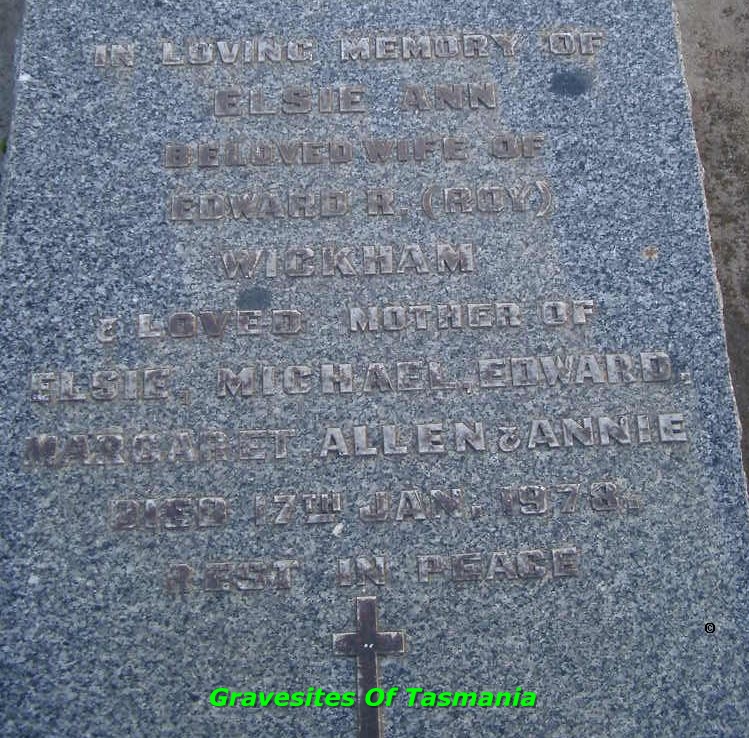 IN LOVING MEMORY OF
ELSIE ANN
BELOVED WIFE OF
EDWARD R. (ROY)
WICKHAM
& LOVED MOTHER OF
ELSIE, MICHAEL, EDWARD,
MARGARET, ALLEN & ANNIE
DIED 17TH JAN. 1978.
REST IN PEACE
©
Gravesites Of Tasmania